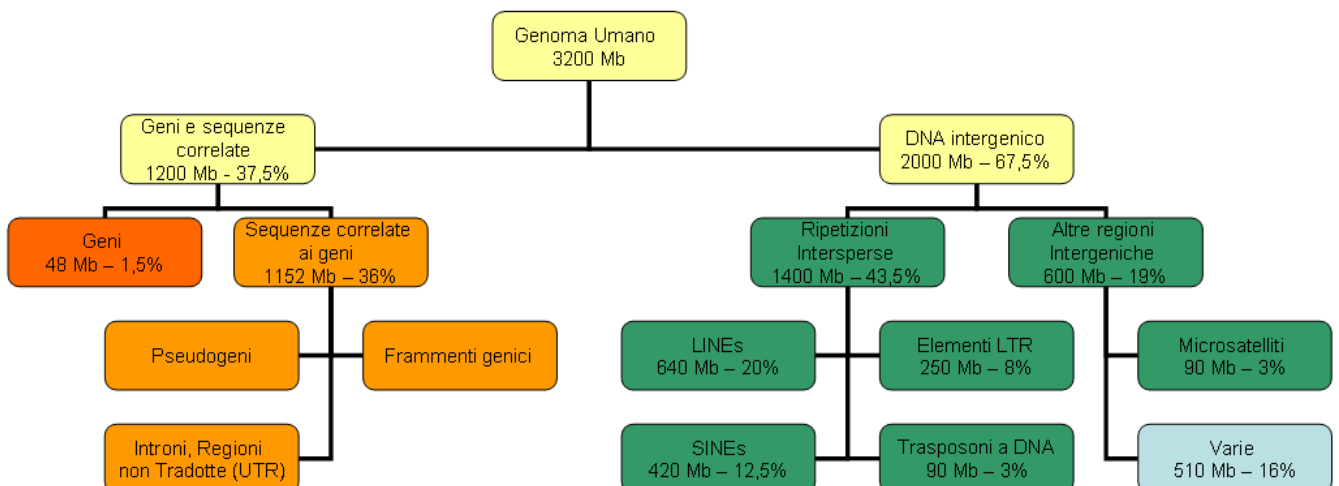 Genoma Umano
3200 Mb
Geni e sequenze
correlate
1200 Mb - 37,5%
DNA intergenico
2000 Mb – 67,5%
Geni
48 Mb – 1,5%
Sequenze correlate
ai geni
1152 Mb – 36%
Ripetizioni
Intersperse
1400 Mb – 43,5%
Altre regioni
Intergeniche
600 Mb – 19%
Pseudogeni
Frammenti genici
LINEs
640 Mb – 20%
Elementi LTR
250 Mb – 8%
Microsatelliti
90 Mb – 3%
Introni, Regioni
non Tradotte (UTR)
SINEs
420 Mb – 12,5%
Trasposoni a DNA
90 Mb – 3%
Varie
510 Mb – 16%